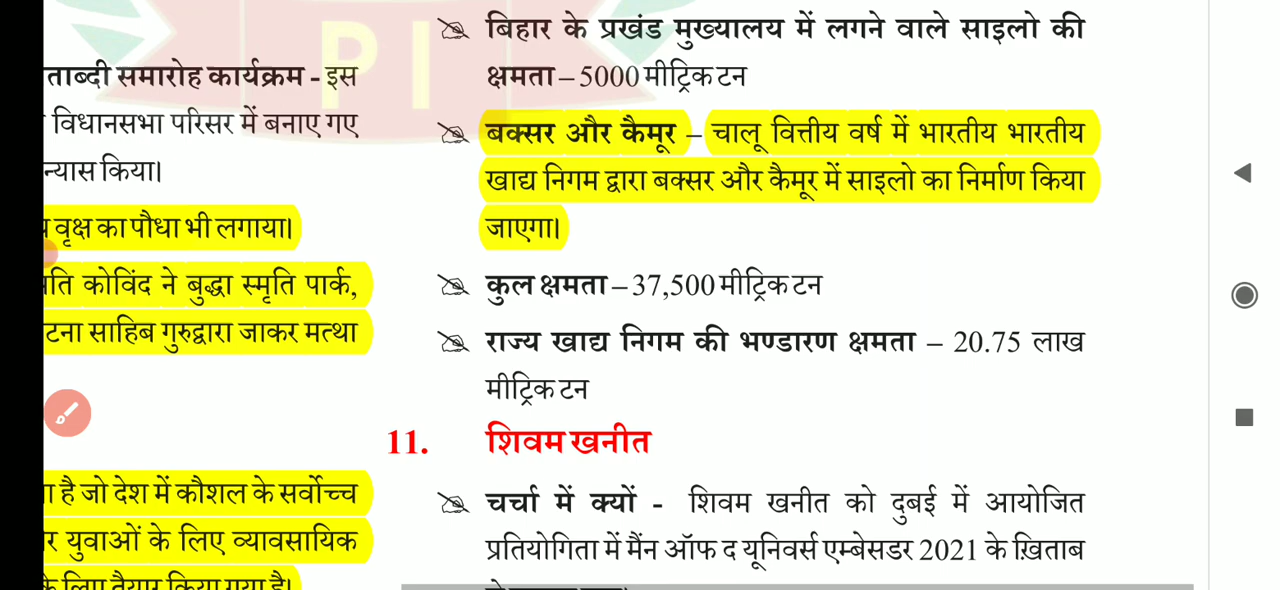 ताब्दी समारोह कार्यक्रम - इस
विधानसभा परिसर में बनाए गए
न्यास किया।
वृक्ष का पौधा भी लगाया।
ति कोविंद ने बुद्धा स्मृति पार्क,
टना साहिब गुरुद्वारा जाकर मत्था
है जो देश में कौशल के सर्वोच्च
र युवाओं के लिए व्यावसायिक
के लिए तैयार किया गया है।
PI
बिहार के प्रखंड मुख्यालय में लगने वाले साइलो की
क्षमता – 5000 मीट्रिक टन
बक्सर और कैमूर – चालू वित्तीय वर्ष में भारतीय भारतीय
खाद्य निगम द्वारा बक्सर और कैमूर में साइलो का निर्माण किया
जाएगा।
कुल क्षमता – 37,500 मीट्रिक टन
राज्य खाद्य निगम की भण्डारण क्षमता – 20.75 लाख
मीट्रिक टन
11. शिवम खनीत
चर्चा में क्यों - शिवम खनीत को दुबई में आयोजित
प्रतियोगिता में मैंन ऑफ द यूनिवर्स एम्बेसडर 2021 के ख़िताब